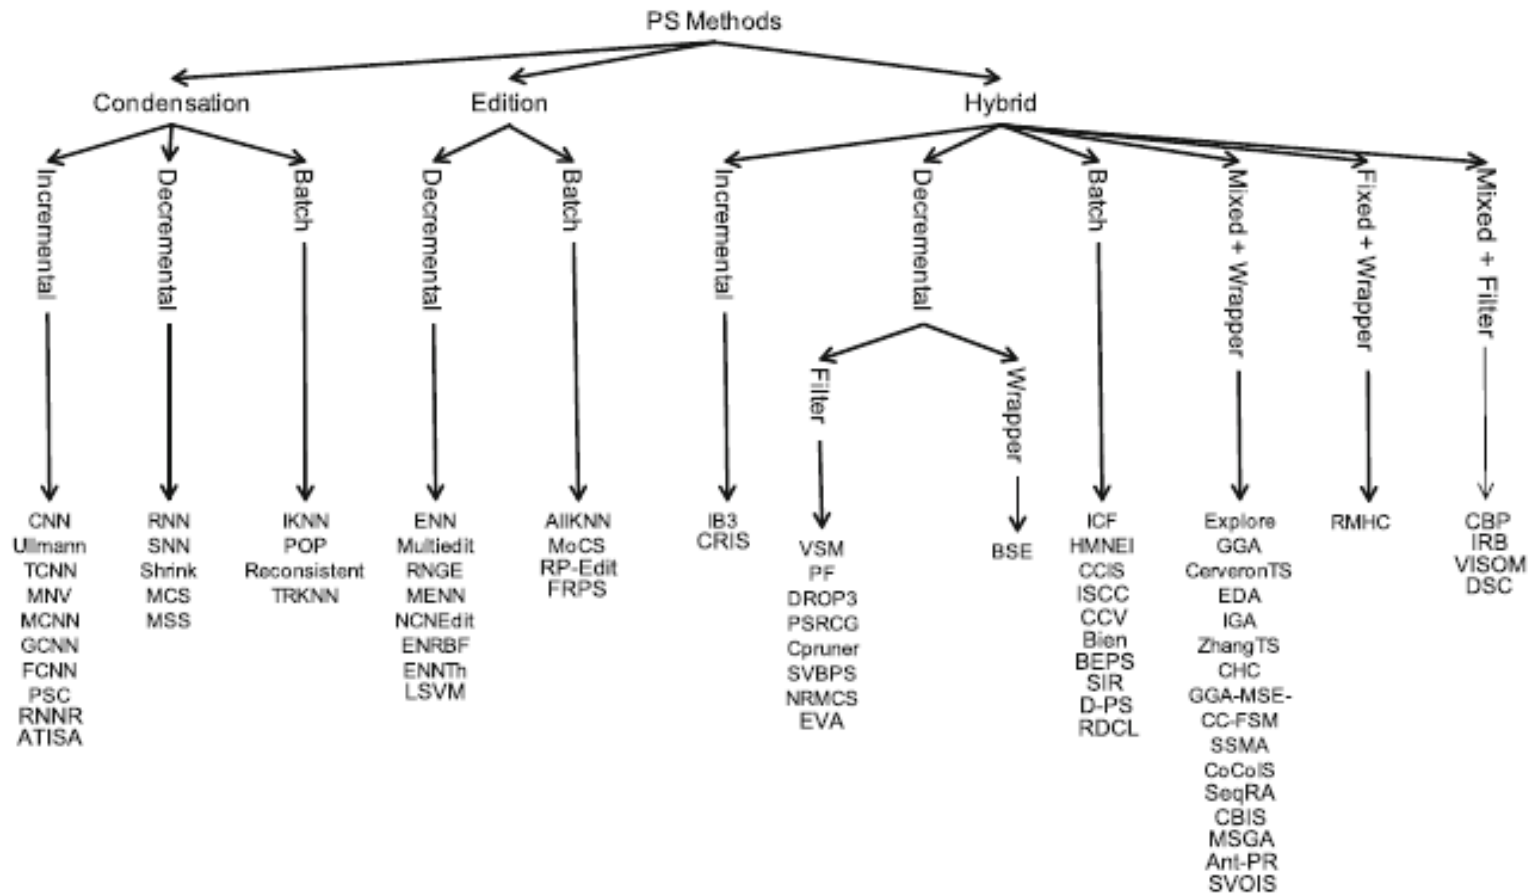 PS Methods
Condensation
Edition
Hybrid
Incremental
Decremental
Batch
Decremental
Batch
Incremental
Decremental
Batch
Mixed + Wrapper
Fixed + Wrapper
Mixed + Filter
Filter
Wrapper
CNN
Ullmann
TCNN
MNV
MCNN
GCNN
FCNN
PSC
RNNR
ATISA
RNN
SNN
Shrink
MCS
MSS
IKNN
POP
Reconsistent
TRKNN
ENN
Multiedit
RNGE
MENN
NCNEdit
ENRBF
ENNTh
LSVM
AllKNN
MoCS
RP-Edit
FRPS
IB3
CRIS
VSM
PF
DROP3
PSRCG
Cpruner
SVBPS
NRMCS
EVA
BSE
ICF
HMNEI
CCIS
ISCC
CCV
Bien
BEPS
SIR
D-PS
RDCL
Explore
GGA
CerveronTS
EDA
IGA
ZhangTS
CHC
GGA-MSE-
CC-FSM
SSMA
CoCoIS
SeqRA
CBIS
MSGA
Ant-PR
SVOIS
RMHC
CBP
IRB
VISOM
DSC